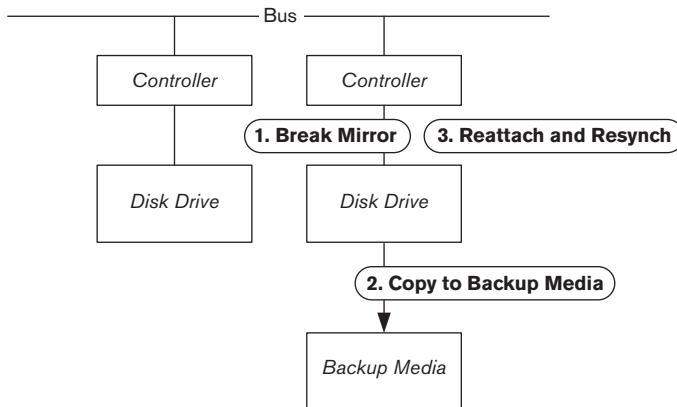 Bus
Controller
Controller
1. Break Mirror
3. Reattach and Resynch
Disk Drive
Disk Drive
2. Copy to Backup Media
Backup Media